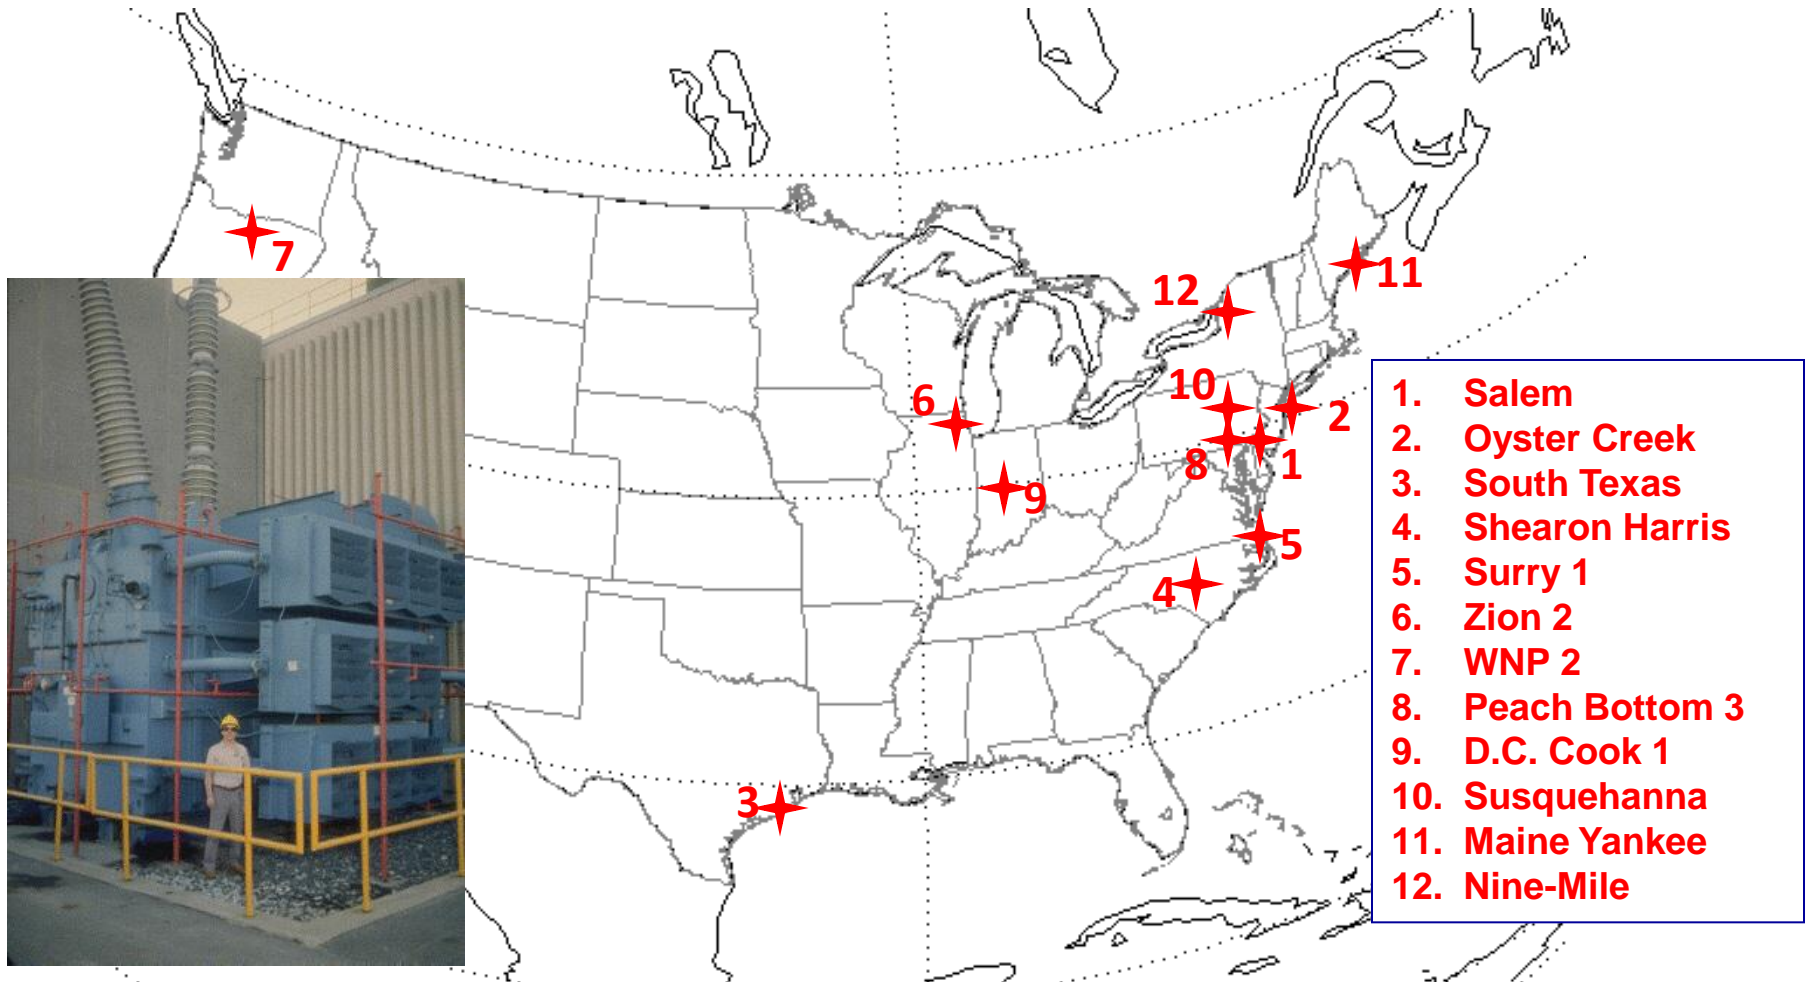 7
11
12
10
6
2
8
1
9
5
4
3
1. Salem
2. Oyster Creek
3. South Texas
4. Shearon Harris
5. Surry 1
6. Zion 2
7. WNP 2
8. Peach Bottom 3
9. D.C. Cook 1
10. Susquehanna
11. Maine Yankee
12. Nine-Mile